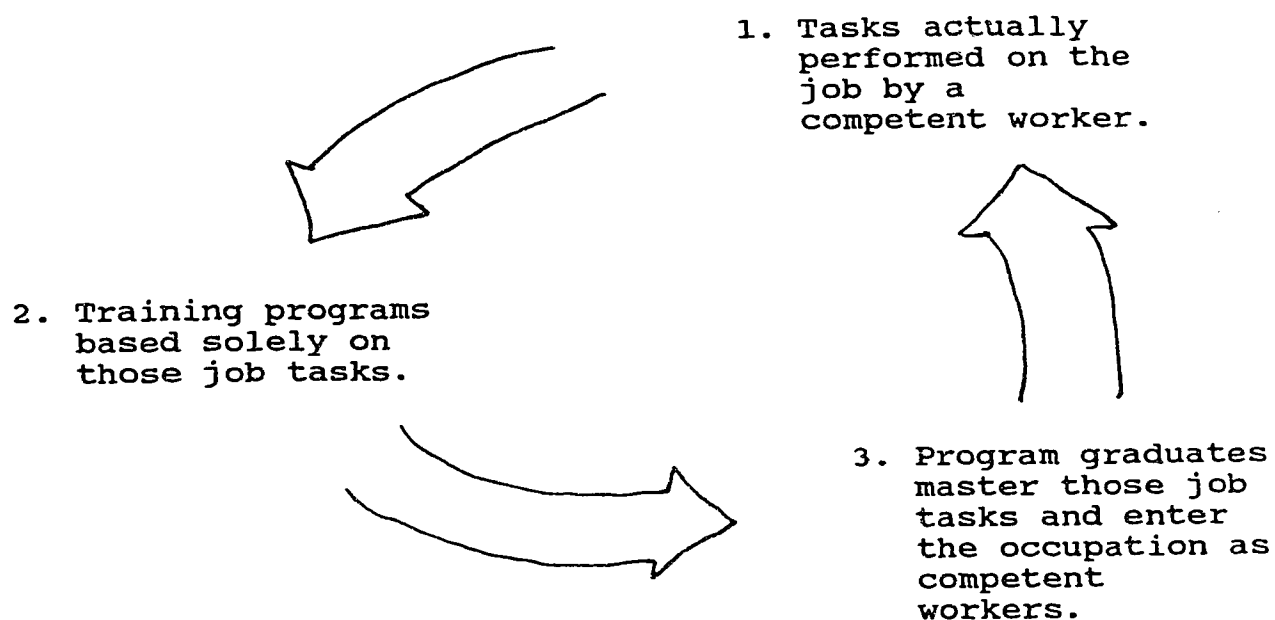 1. Tasks actually
performed on the
job by a
competent worker.
2. Training programs
based solely on
those job tasks.
3. Program graduates
master those job
tasks and enter
the occupation as
competent
workers.